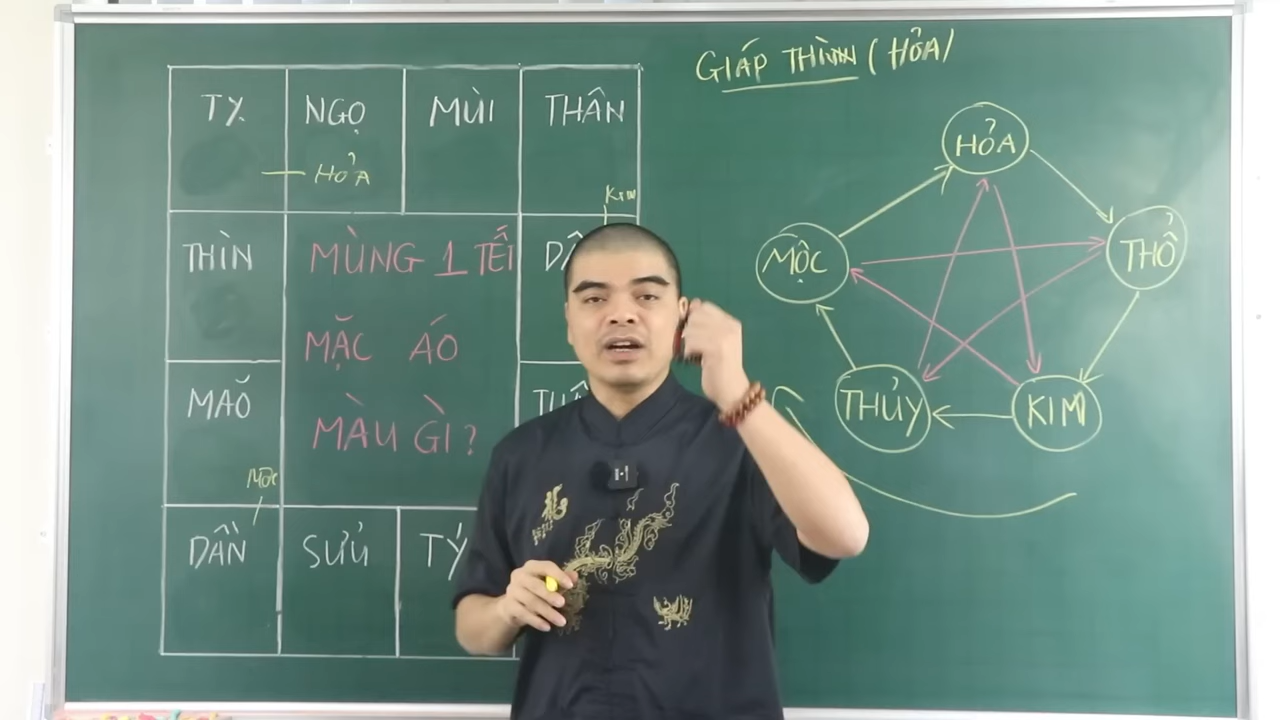 GIÁP THÌN (HỎA)
TỴ NGỌ MÙI THÂN
HỎA
KIM
THÌN
MÙNG 1 TẾT
MẶC ÁO
MÀU GÌ?
MÃO
MỘC
DẦN SỬU TÝ
HỎA
MỘC THỔ
THỦY KIM